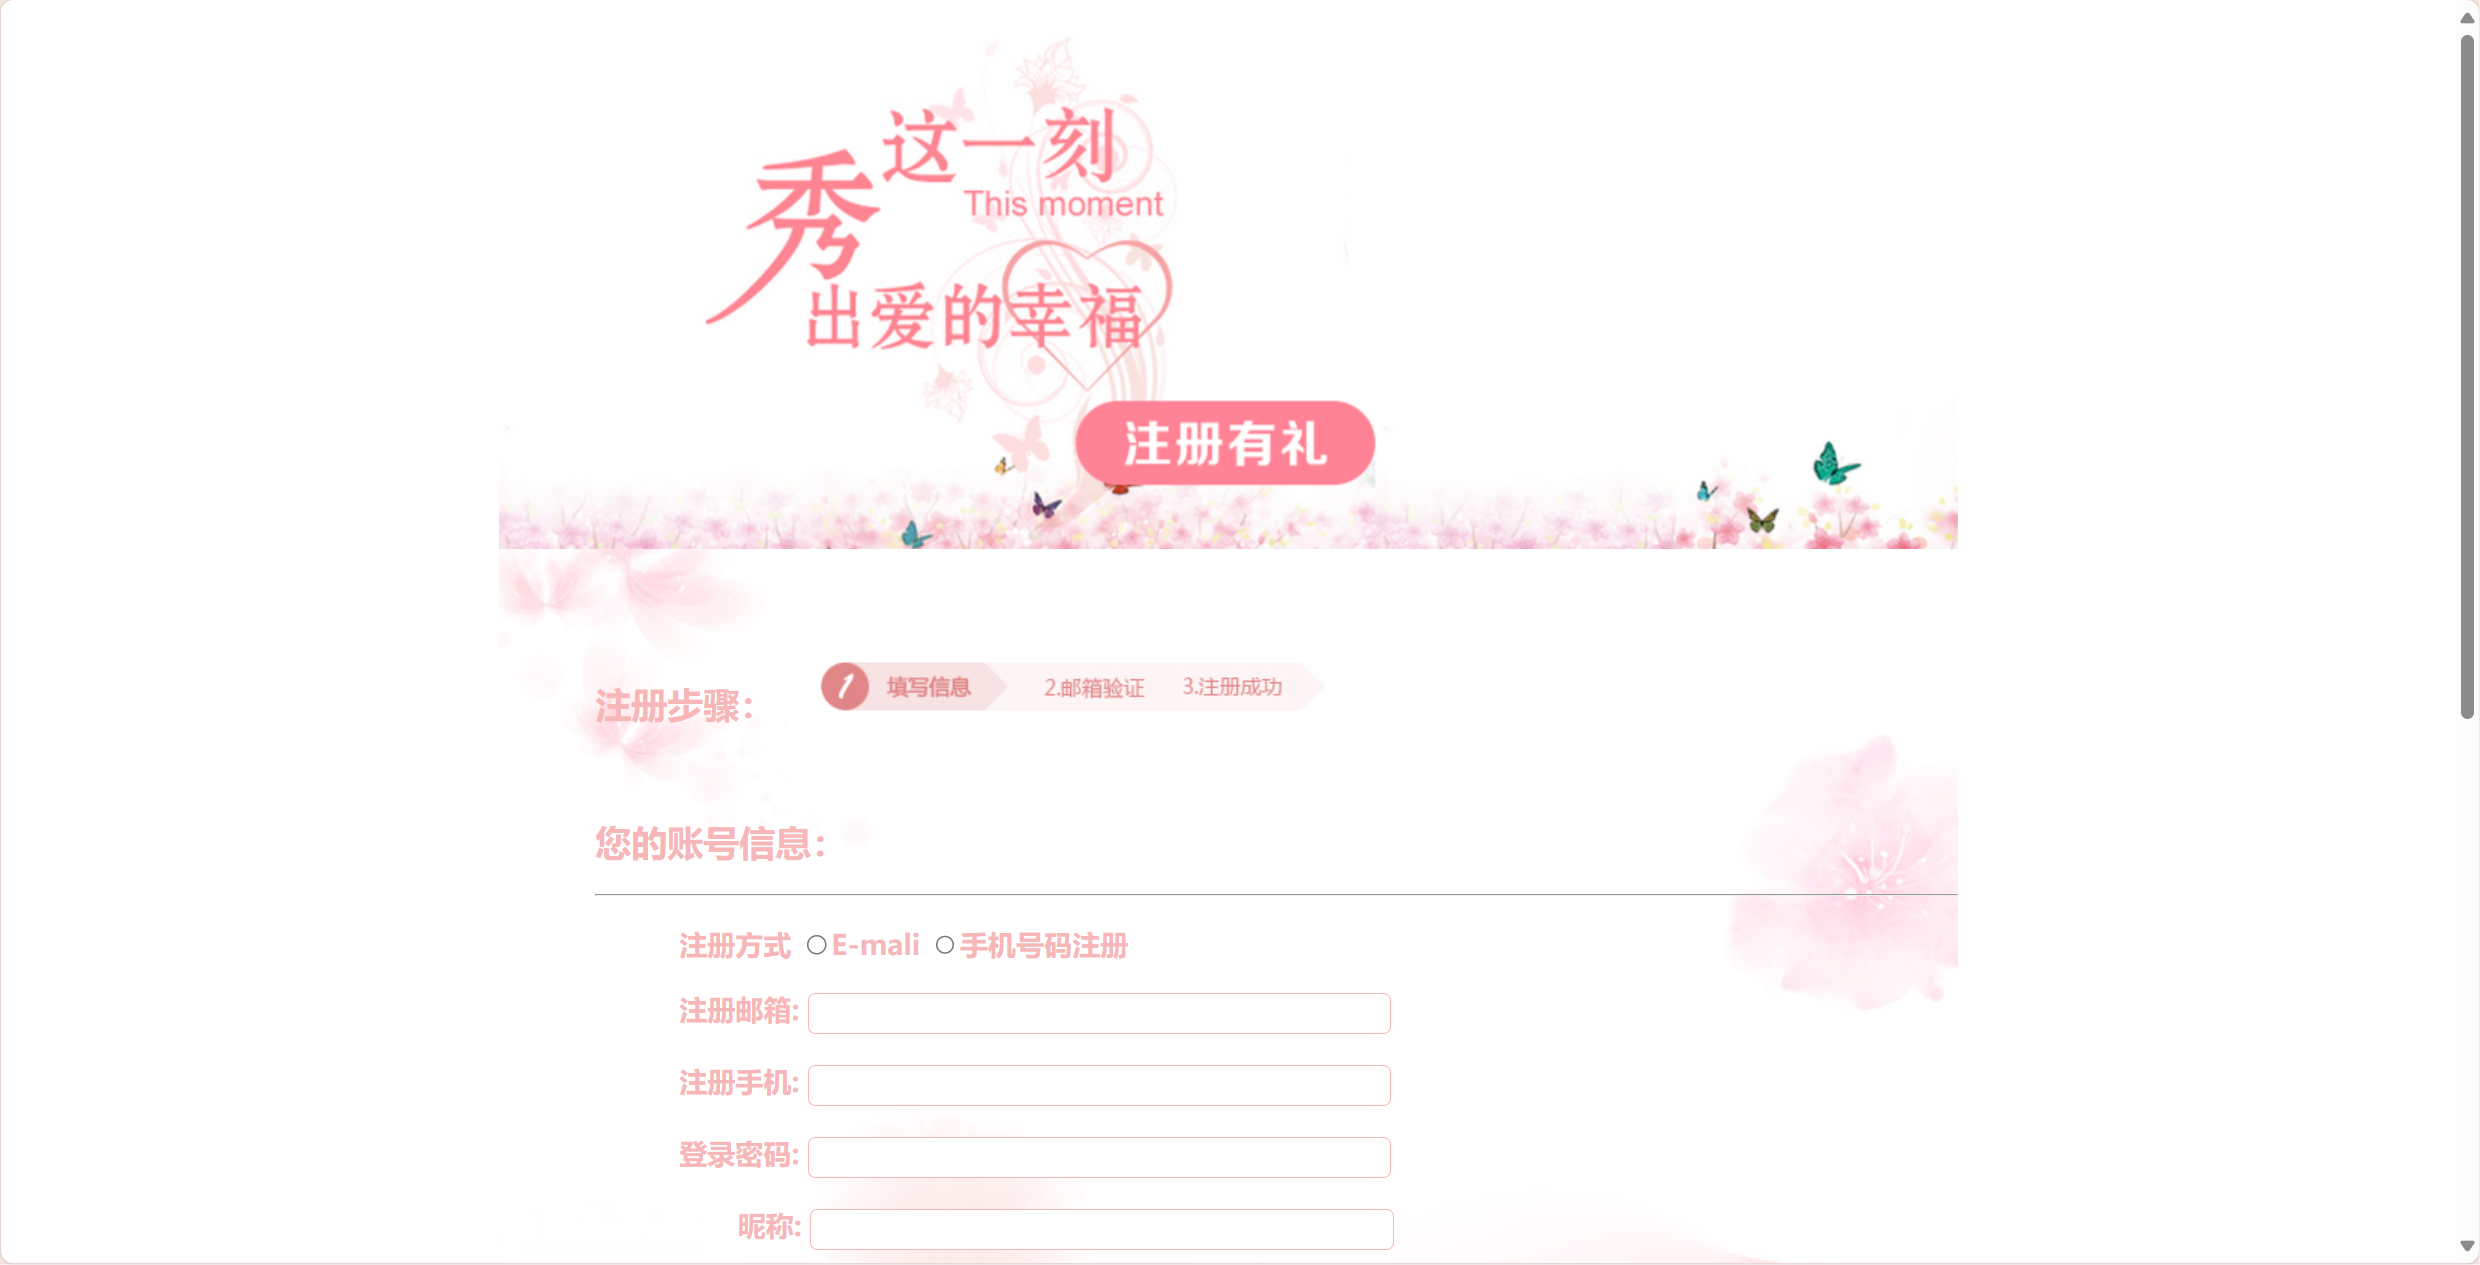 这一刻
This moment
秀
出爱的幸福
注册有礼
注册步骤：
1 填写信息 2.邮箱验证 3.注册成功
您的账号信息：
注册方式 E-mali 手机号码注册
注册邮箱:
注册手机:
登录密码:
昵称: